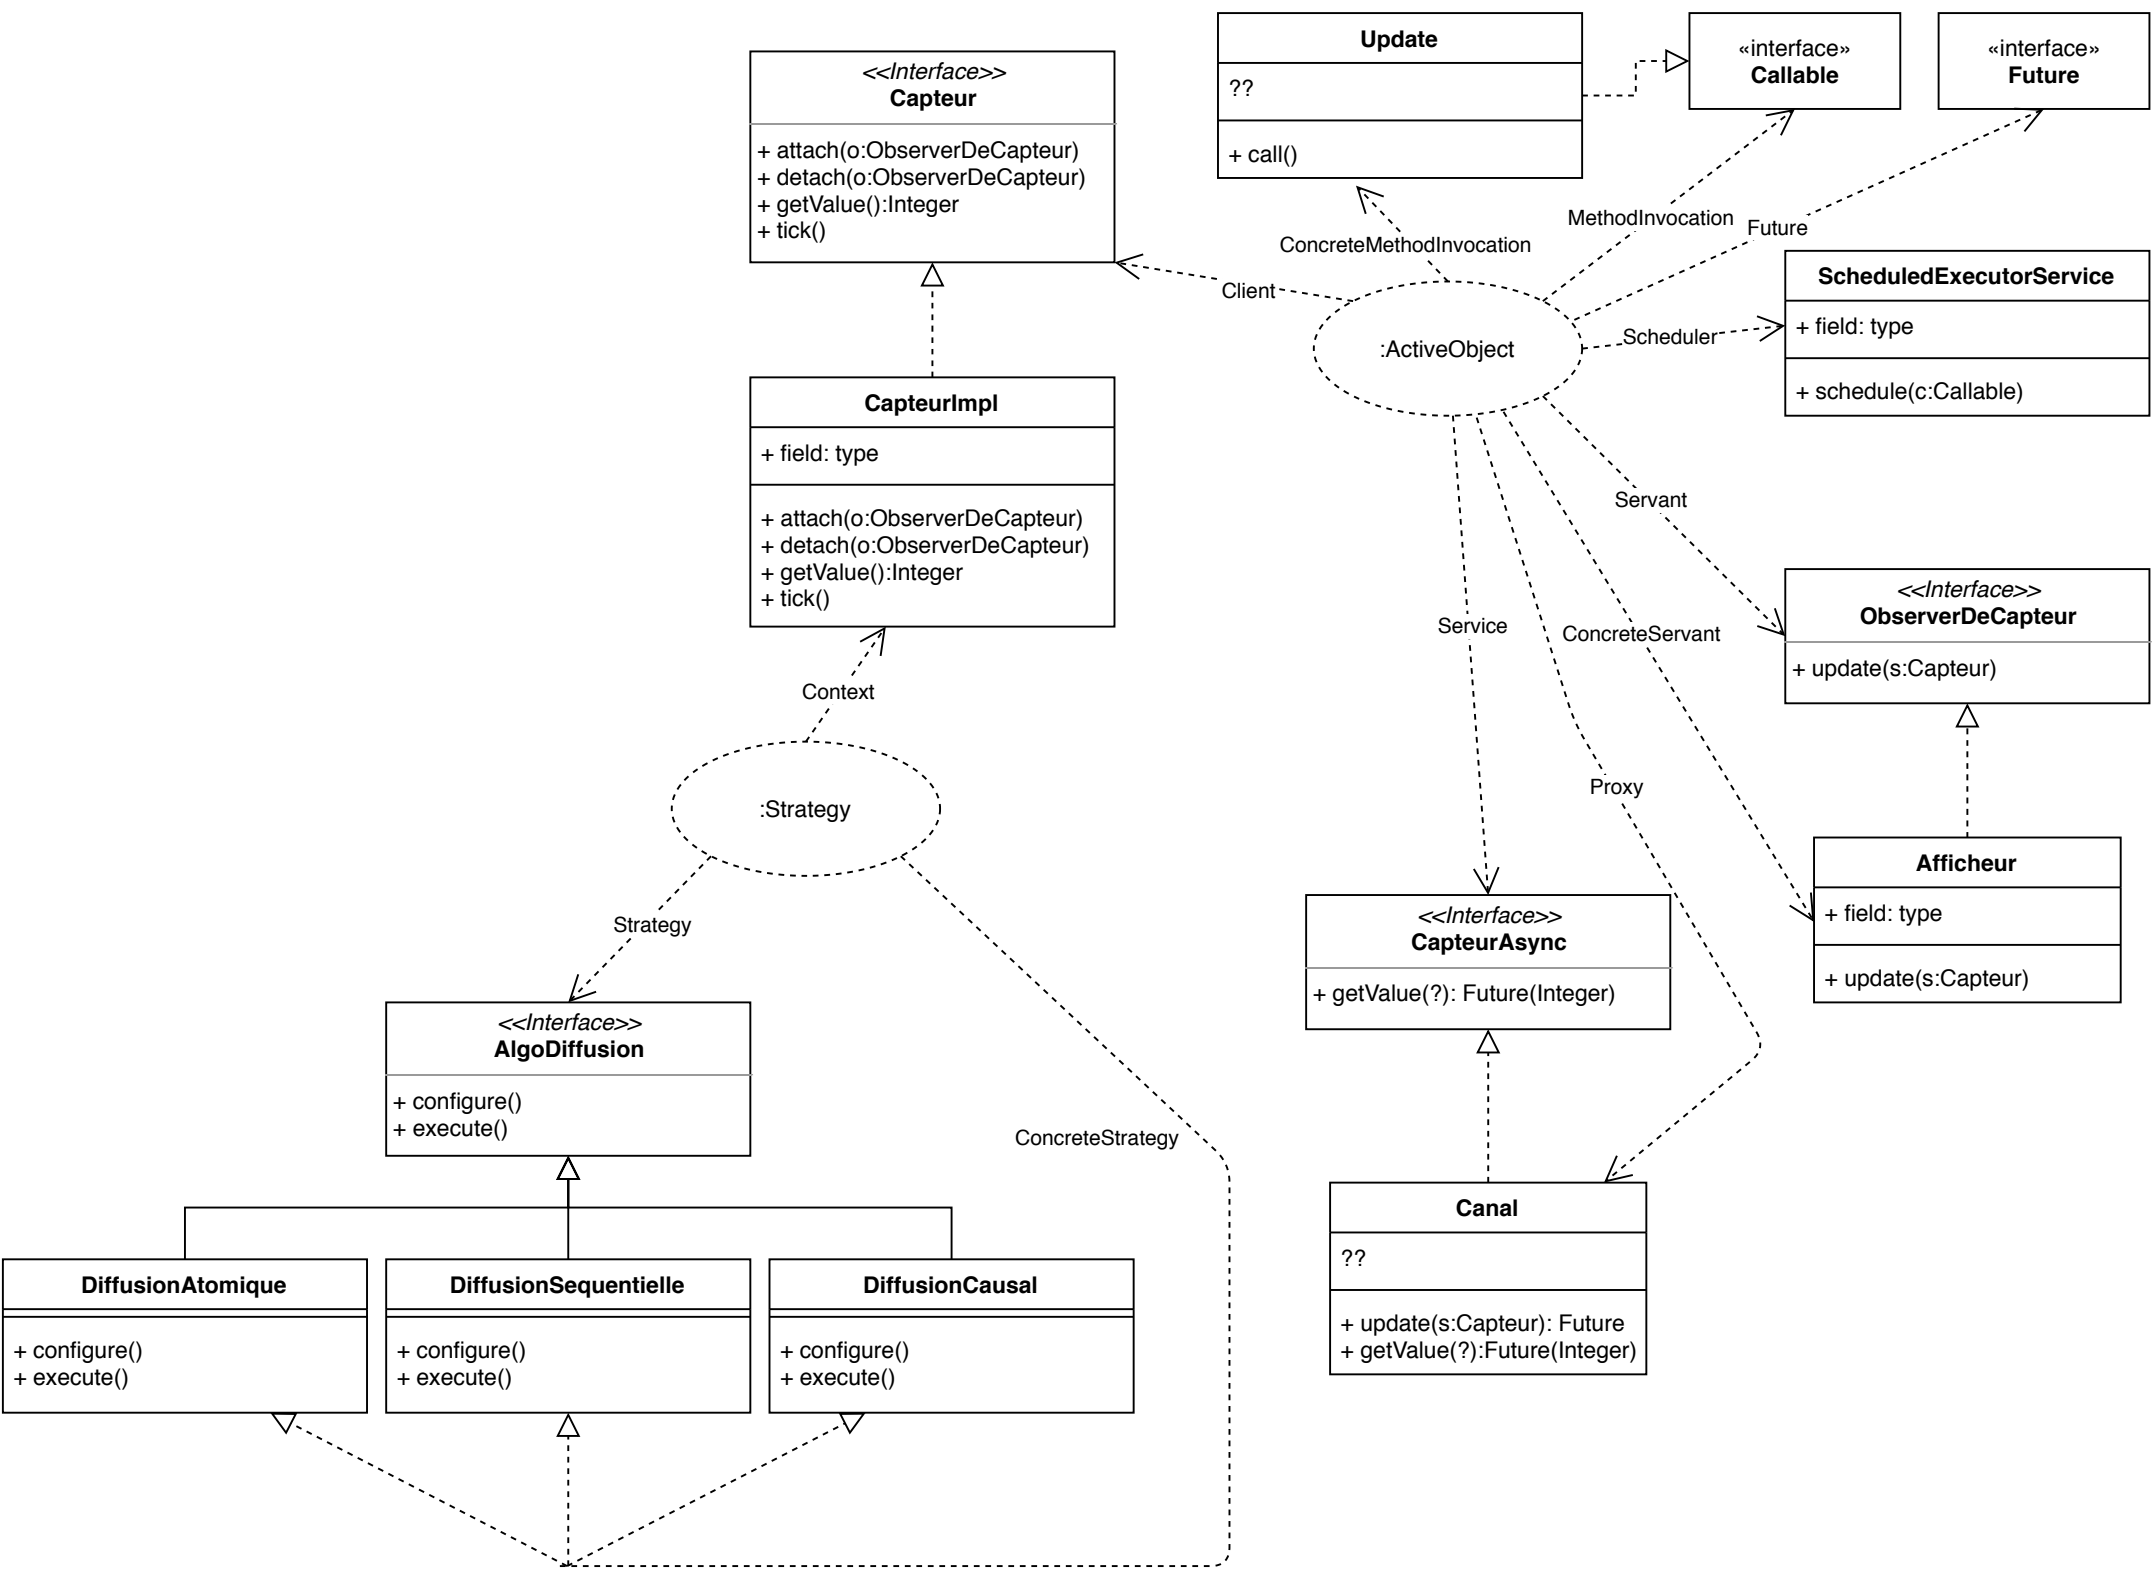 <<Interface>>
Capteur
+ attach(o:ObserverDeCapteur)
+ detach(o:ObserverDeCapteur)
+ getValue():Integer
+ tick()
Update
??
+ call()
«interface»
Callable
«interface»
Future
ConcreteMethodInvocation
MethodInvocation
Future
Client
:ActiveObject
Scheduler
ScheduledExecutorService
+ field: type
+ schedule(c:Callable)
CapteurImpl
+ field: type
+ attach(o:ObserverDeCapteur)
+ detach(o:ObserverDeCapteur)
+ getValue():Integer
+ tick()
Servant
Service
ConcreteServant
Proxy
<<Interface>>
ObserverDeCapteur
+ update(s:Capteur)
Context
:Strategy
Strategy
ConcreteStrategy
Afficheur
+ field: type
+ update(s:Capteur)
<<Interface>>
CapteurAsync
+ getValue(?): Future(Integer)
<<Interface>>
AlgoDiffusion
+ configure()
+ execute()
Canal
??
+ update(s:Capteur): Future
+ getValue(?):Future(Integer)
DiffusionAtomique
+ configure()
+ execute()
DiffusionSequentielle
+ configure()
+ execute()
DiffusionCausal
+ configure()
+ execute()